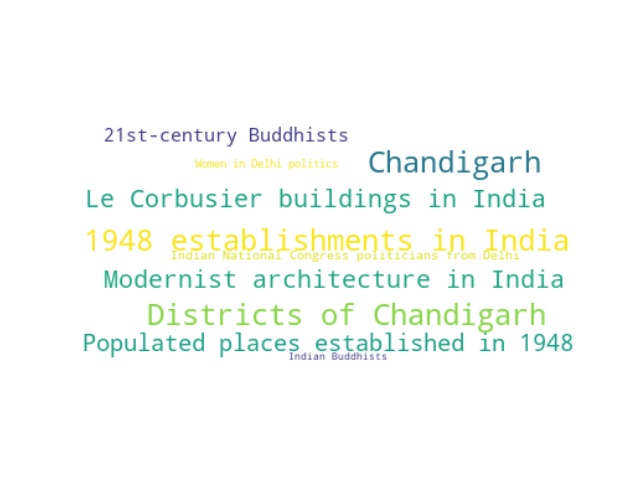 21st-century Buddhists
Women in Delhi politics
Chandigarh
Le Corbusier buildings in India
1948 establishments in India
Indian National Congress politicians from Delhi
Modernist architecture in India
Districts of Chandigarh
Populated places established in 1948
Indian Buddhists